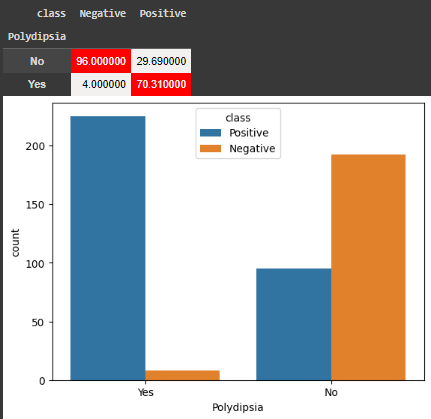 class Negative Positive
Polydipsia
No 96.000000 29.690000
Yes 4.000000 70.310000
class
Positive
Negative
200
150
100
50
0
count
Yes No
Polydipsia